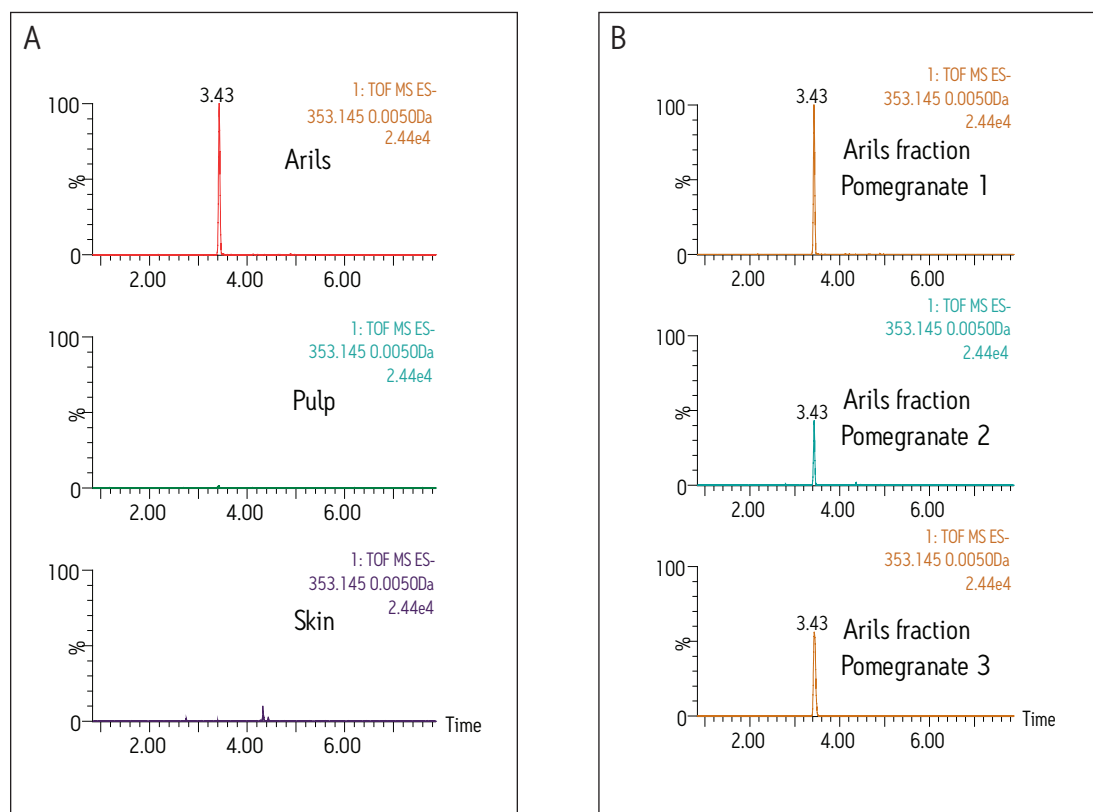 A
1: TOF MS ES-
353.145 0.0050Da
2.44e4
3.43
100
%
0
Arils
2.00 4.00 6.00
1: TOF MS ES-
353.145 0.0050Da
2.44e4
100
%
0
Pulp
2.00 4.00 6.00
1: TOF MS ES-
353.145 0.0050Da
2.44e4
100
%
0
Skin
2.00 4.00 6.00
Time
B
1: TOF MS ES-
353.145 0.0050Da
2.44e4
3.43
100
%
0
Arils fraction
Pomegranate 1
2.00 4.00 6.00
1: TOF MS ES-
353.145 0.0050Da
2.44e4
100
%
0
3.43
Arils fraction
Pomegranate 2
2.00 4.00 6.00
1: TOF MS ES-
353.145 0.0050Da
2.44e4
100
%
0
3.43
Arils fraction
Pomegranate 3
2.00 4.00 6.00
Time